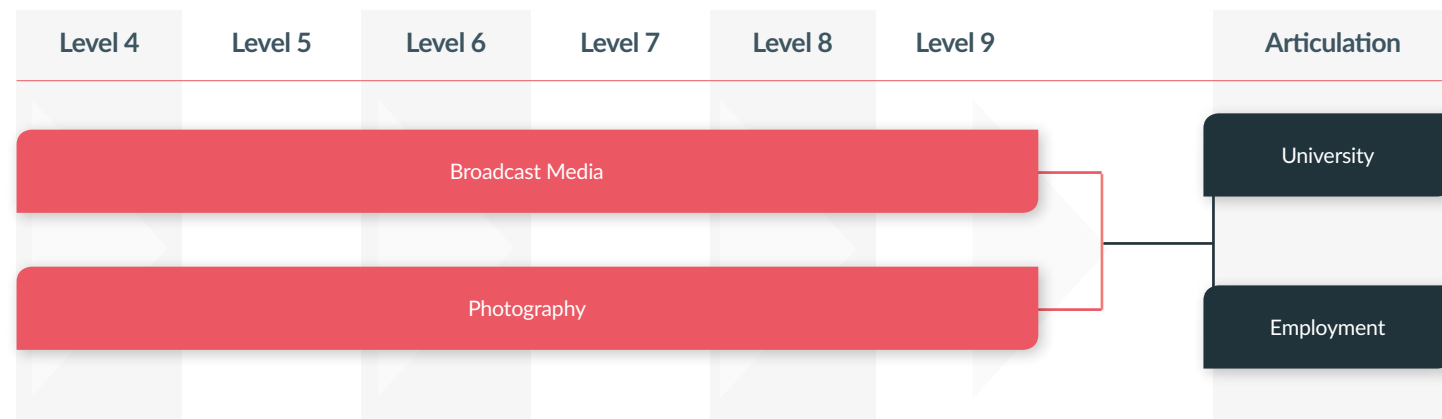 Level 4 Level 5 Level 6 Level 7 Level 8 Level 9 Articulation
Broadcast Media
University
Photography
Employment